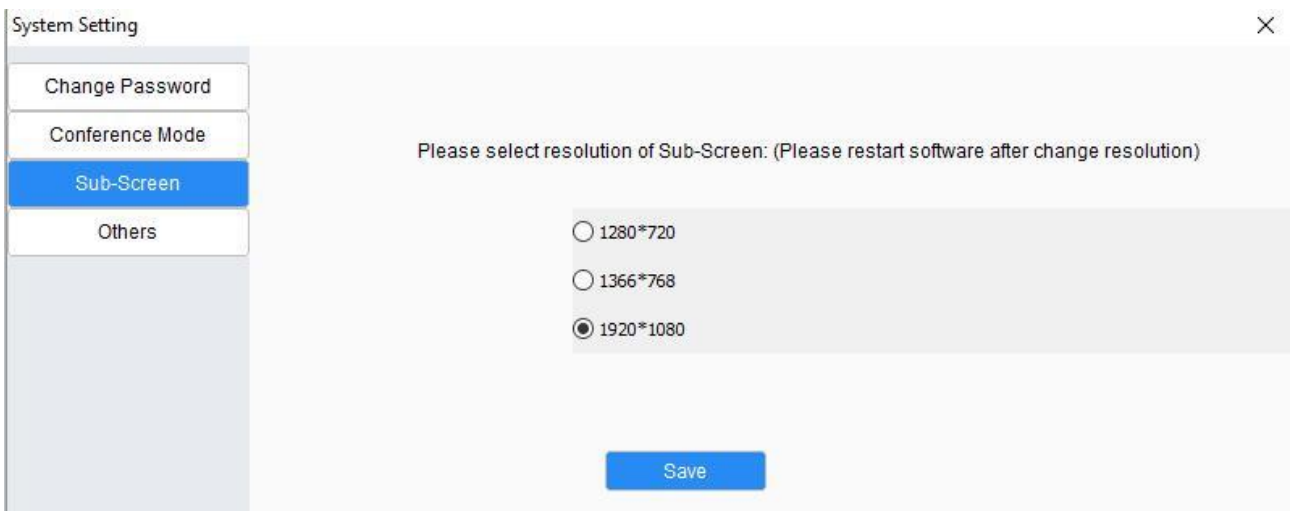 System Setting
Change Password
Conference Mode
Sub-Screen
Others
Please select resolution of Sub-Screen: (Please restart software after change resolution)
1280*720
1366*768
1920*1080
Save